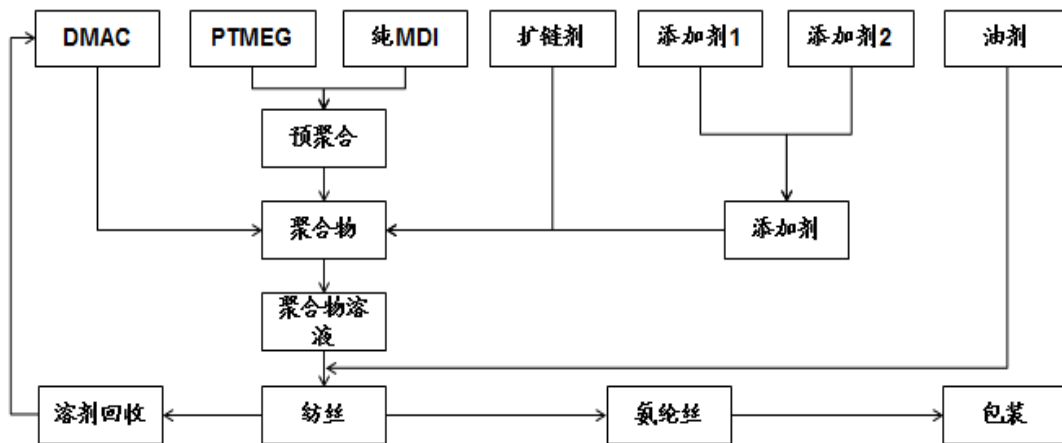 DMAC
PTMEG
纯MDI
扩链剂
添加剂1
添加剂2
油剂
预聚合
聚合物
添加剂
聚合物溶
液
溶剂回收
纺丝
氨纶丝
包装